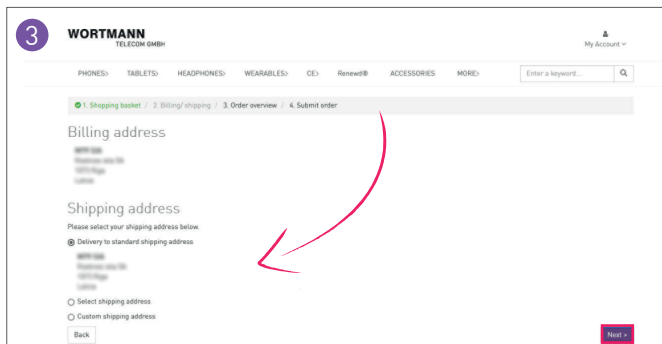 3
WORTMANN
TELECOM GMBH
My Account
PHONES> TABLETS> HEADPHONES> WEARABLES> CE> Renewd® ACCESSORIES MORE> Enter a keyword...
1. Shopping basket / 2. Billing/ shipping / 3. Order overview / 4. Submit order
Billing address
Shipping address
Please select your shipping address below.
Delivery to standard shipping address
Select shipping address
Custom shipping address
Back Next >